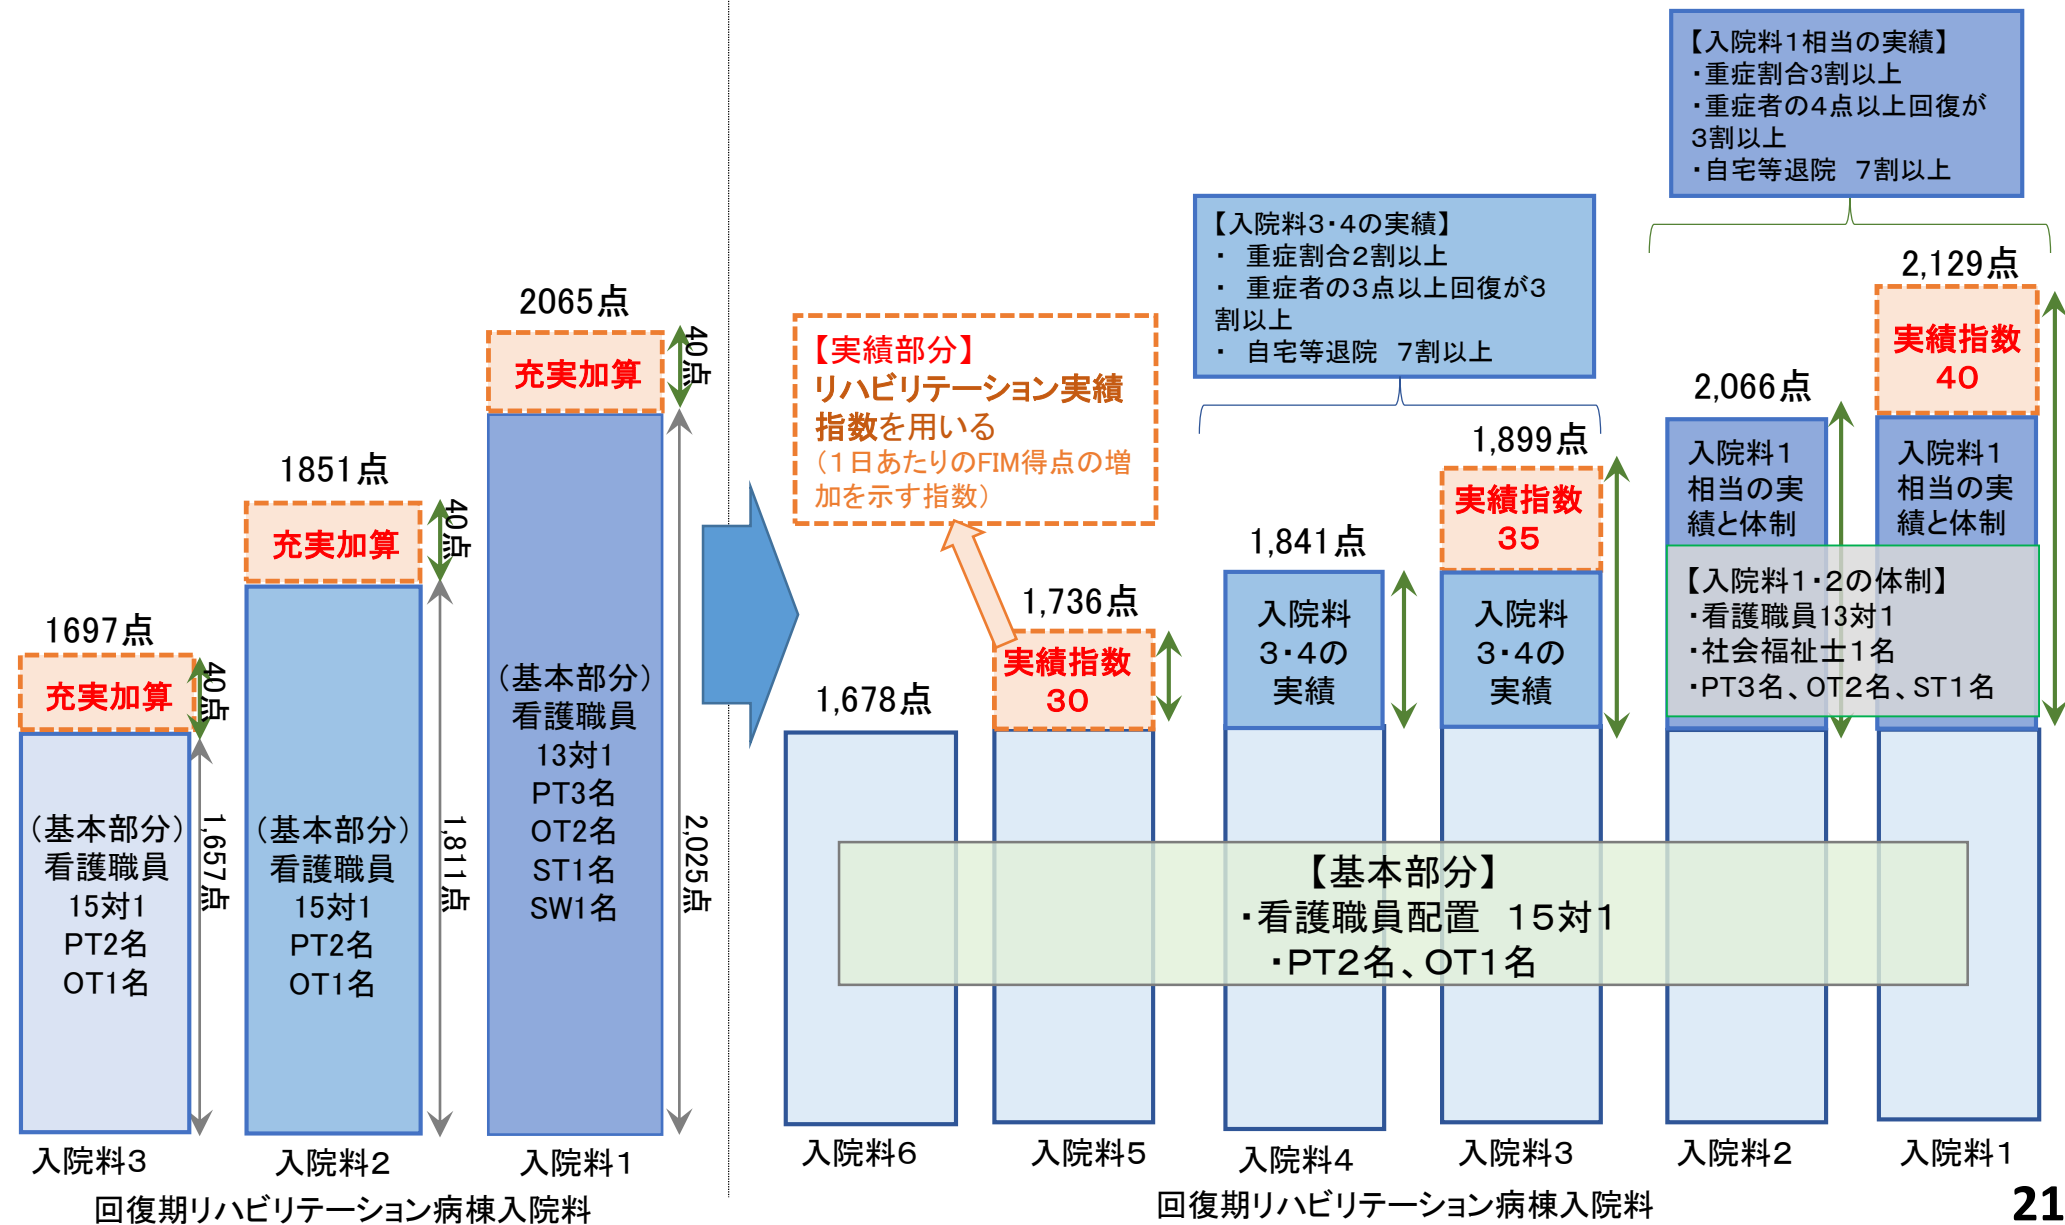 2065点
充実加算
40点
(基本部分)
看護職員
13対1
PT3名
OT2名
ST1名
SW1名
2,025点
1851点
充実加算
40点
(基本部分)
看護職員
15対1
PT2名
OT1名
1,811点
1697点
充実加算
40点
(基本部分)
看護職員
15対1
PT2名
OT1名
1,657点
入院料3
入院料2
入院料1
回復期リハビリテーション病棟入院料
【実績部分】
リハビリテーション実績
指数を用いる
(1日あたりのFIM得点の増
加を示す指数)
【入院料3・4の実績】
・ 重症割合2割以上
・ 重症者の3点以上回復が3
割以上
・ 自宅等退院 7割以上
【入院料1相当の実績】
・重症割合3割以上
・重症者の4点以上回復が
3割以上
・自宅等退院 7割以上
1,678点
1,736点
実績指数
30
1,841点
入院料
3・4の
実績
1,899点
実績指数
35
入院料
3・4の
実績
2,066点
入院料1
相当の実
績と体制
2,129点
実績指数
40
入院料1
相当の実
績と体制
【入院料1・2の体制】
・看護職員13対1
・社会福祉士1名
・PT3名、OT2名、ST1名
【基本部分】
・看護職員配置 15対1
・PT2名、OT1名
入院料6
入院料5
入院料4
入院料3
入院料2
入院料1
回復期リハビリテーション病棟入院料
21